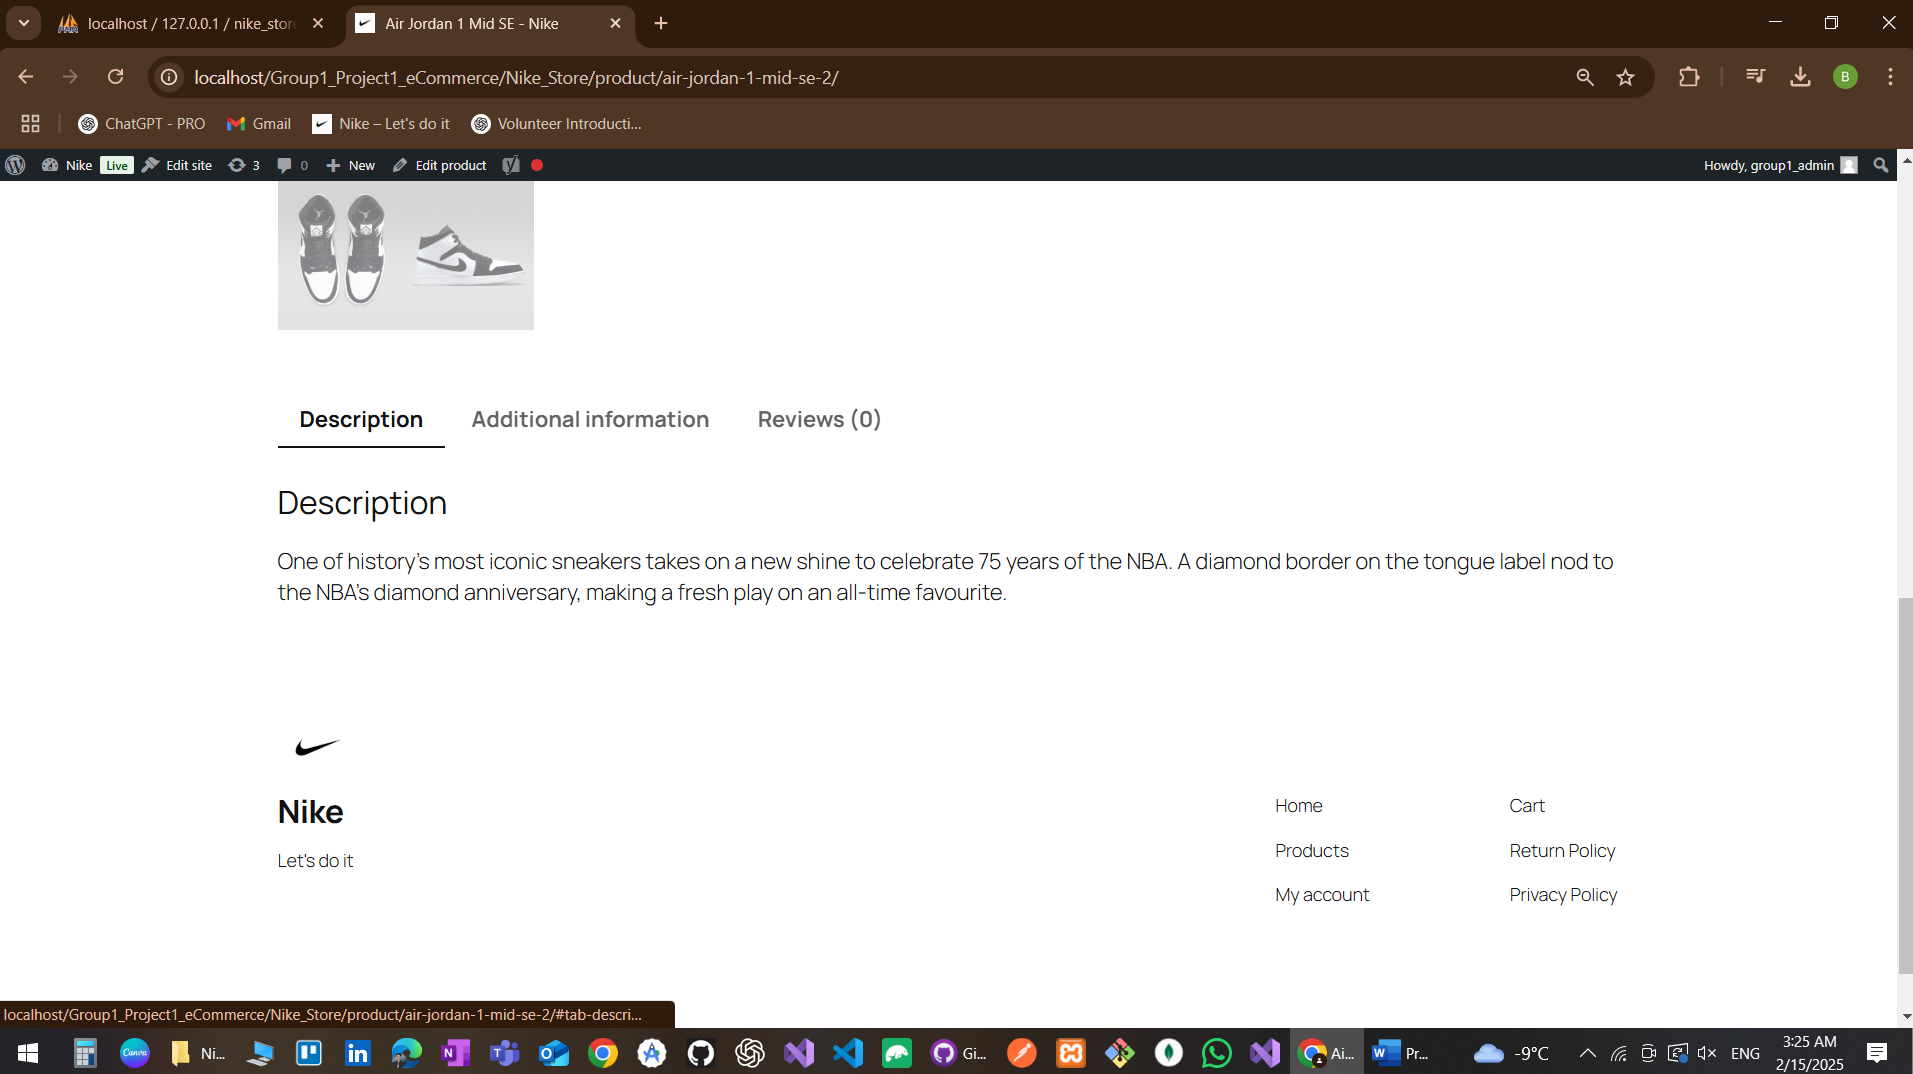 localhost / 127.0.0.1 / nike_stor
Air Jordan 1 Mid SE - Nike
localhost/Group1_Project1_eCommerce/Nike_Store/product/air-jordan-1-mid-se-2/
B
ChatGPT - PRO
Gmail
Nike – Let's do it
Volunteer Introducti...
Nike
Live
Edit site
3
0
New
Edit product
Howdy, group1_admin
Description
Additional information
Reviews (0)
Description
One of history’s most iconic sneakers takes on a new shine to celebrate 75 years of the NBA. A diamond border on the tongue label nod to
the NBA’s diamond anniversary, making a fresh play on an all-time favourite.
Nike
Let's do it
Home
Products
My account
Cart
Return Policy
Privacy Policy
localhost/Group1_Project1_eCommerce/Nike_Store/product/air-jordan-1-mid-se-2/#tab-descri...
Canva
Ni...
Gi...
Ai...
Pr...
-9°C
ENG
3:25 AM
2/15/2025